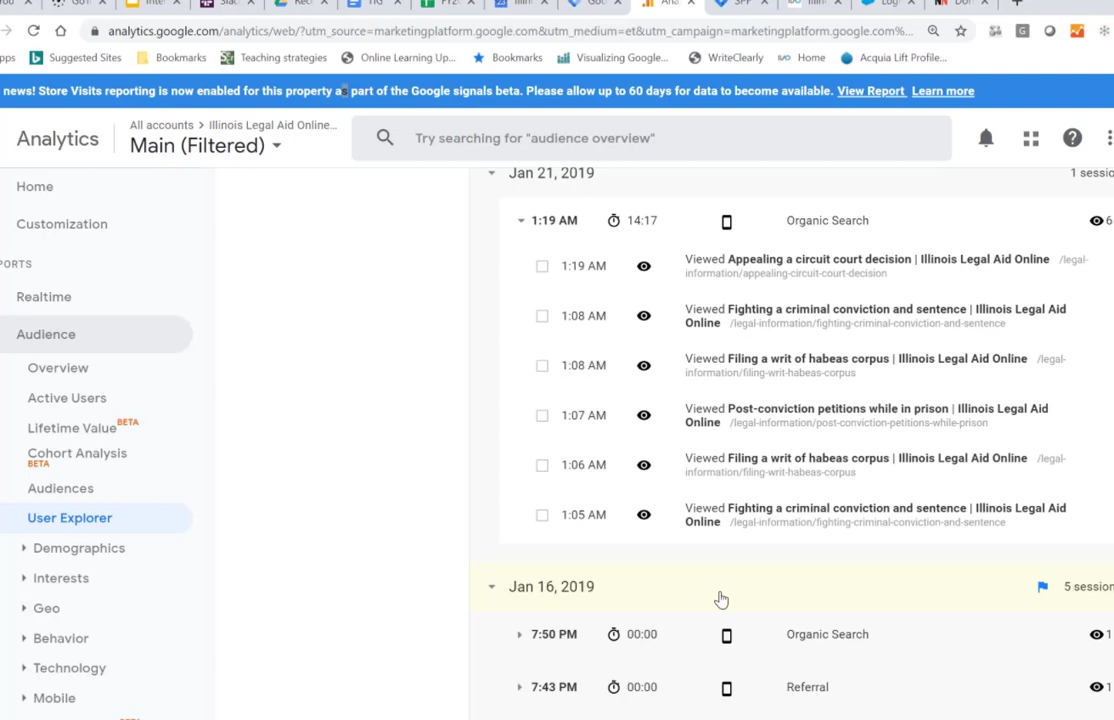 analytics.google.com/analytics/web/?utm_source=marketingplatform.google.com&utm_medium=et&utm_campaign=marketingplatform.google.com%...
pps Suggested Sites Bookmarks Teaching strategies Online Learning Up... Bookmarks Visualizing Google... WriteClearly Home Acquia Lift Profile...
news! Store Visits reporting is now enabled for this property as part of the Google signals beta. Please allow up to 60 days for data to become available. View Report Learn more
Analytics
All accounts > Illinois Legal Aid Online...
Main (Filtered)
Try searching for "audience overview"
Home
Customization
PORTS
Realtime
Audience
Overview
Active Users
Lifetime Value BETA
Cohort Analysis
BETA
Audiences
User Explorer
Demographics
Interests
Geo
Behavior
Technology
Mobile
Jan 21, 2019 1 sessio
1:19 AM 14:17 Organic Search 6
1:19 AM Viewed Appealing a circuit court decision | Illinois Legal Aid Online /legal-
information/appealing-circuit-court-decision
1:08 AM Viewed Fighting a criminal conviction and sentence | Illinois Legal Aid
Online /legal-information/fighting-criminal-conviction-and-sentence
1:08 AM Viewed Filing a writ of habeas corpus | Illinois Legal Aid Online /legal-
information/filing-writ-habeas-corpus
1:07 AM Viewed Post-conviction petitions while in prison | Illinois Legal Aid
Online /legal-information/post-conviction-petitions-while-prison
1:06 AM Viewed Filing a writ of habeas corpus | Illinois Legal Aid Online /legal-
information/filing-writ-habeas-corpus
1:05 AM Viewed Fighting a criminal conviction and sentence | Illinois Legal Aid
Online /legal-information/fighting-criminal-conviction-and-sentence
Jan 16, 2019 5 session
7:50 PM 00:00 Organic Search 1
7:43 PM 00:00 Referral 1